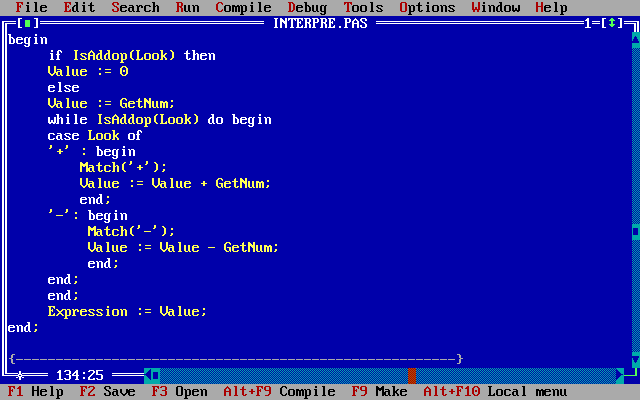 File Edit Search Run Compile Debug Tools Options Window Help
[■] INTERPRE.PAS 1=[↕]
begin
if IsAddop(Look) then
Value := 0
else
Value := GetNum;
while IsAddop(Look) do begin
case Look of
'+' : begin
Match('+');
Value := Value + GetNum;
end;
'-': begin
Match('-');
Value := Value - GetNum;
end;
end;
end;
Expression := Value;
end;
{--------------------------------------------------------}
134:25
F1 Help F2 Save F3 Open Alt+F9 Compile F9 Make Alt+F10 Local menu